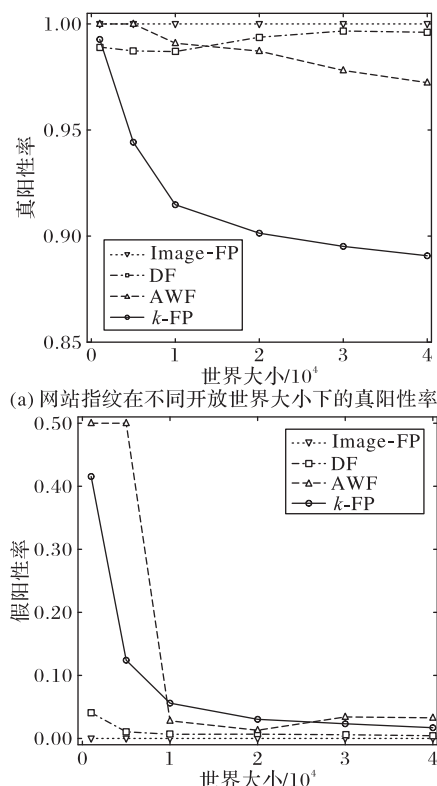 1.00
0.95
0.90
0.85
真阳性率
Image-FP
DF
AWF
k-FP
0 1 2 3 4
世界大小/10⁴
(a) 网站指纹在不同开放世界大小下的真阳性率
0.50
0.40
0.30
0.20
0.10
0.00
假阳性率
Image-FP
DF
AWF
k-FP
0 1 2 3 4
世界大小/10⁴